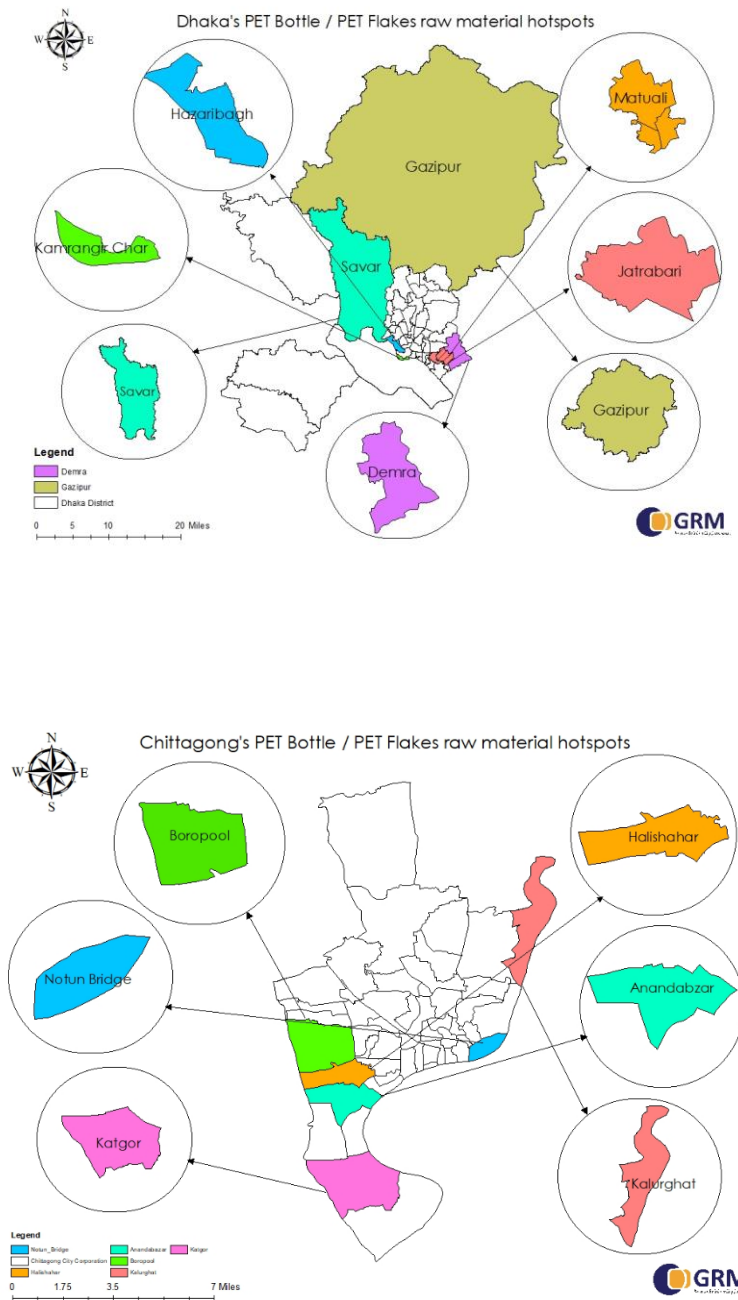 Dhaka's PET Bottle / PET Flakes raw material hotspots
N
W E
S
Hazaribagh
Matuali
Gazipur
Kamrangir Char
Savar
Jatrabari
Savar
Gazipur
Demra
Legend
Demra
Gazipur
Dhaka District
0 5 10 20 Miles
GRM
Chittagong's PET Bottle / PET Flakes raw material hotspots
N
W E
S
Boropool
Halishahar
Notun Bridge
Anandabzar
Katgor
Kalurghat
Legend
Notun_Bridge Anandabazar Katgor
Chittagong City Corporation Boropool
Halishahar Kalurghat
0 1.75 3.5 7 Miles
GRM